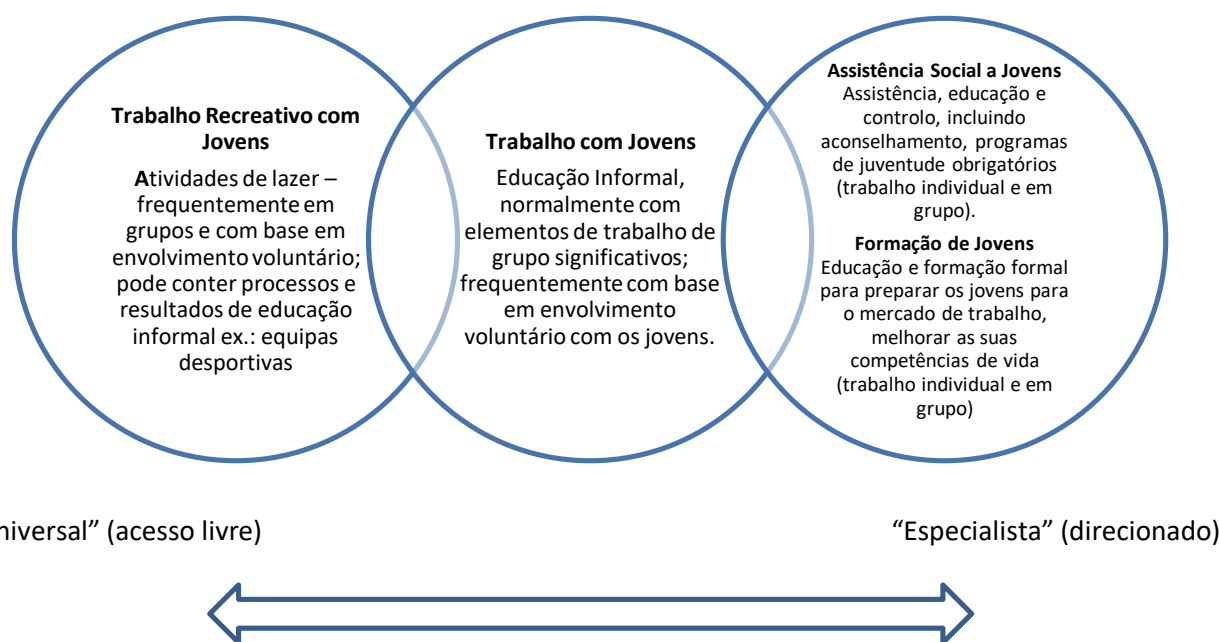 Trabalho Recreativo com
Jovens
Atividades de lazer –
frequentemente em
grupos e com base em
envolvimento voluntário;
pode conter processos e
resultados de educação
informal ex.: equipas
desportivas
Trabalho com Jovens
Educação Informal,
normalmente com
elementos de trabalho de
grupo significativos;
frequentemente com base
em envolvimento
voluntário com os jovens.
Assistência Social a Jovens
Assistência, educação e
controlo, incluindo
aconselhamento, programas
de juventude obrigatórios
(trabalho individual e em
grupo).
Formação de Jovens
Educação e formação formal
para preparar os jovens para
o mercado de trabalho,
melhorar as suas
competências de vida
(trabalho individual e em
grupo)
niversal” (acesso livre)
“Especialista” (direcionado)